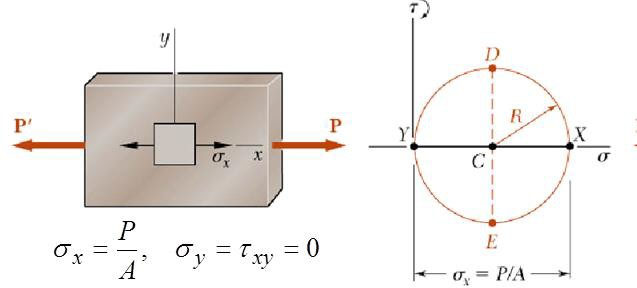 y
P′
P
σx
x
σx = P/A, σy = τxy = 0
τ
D
R
Y
X
C
σ
E
σx = P/A